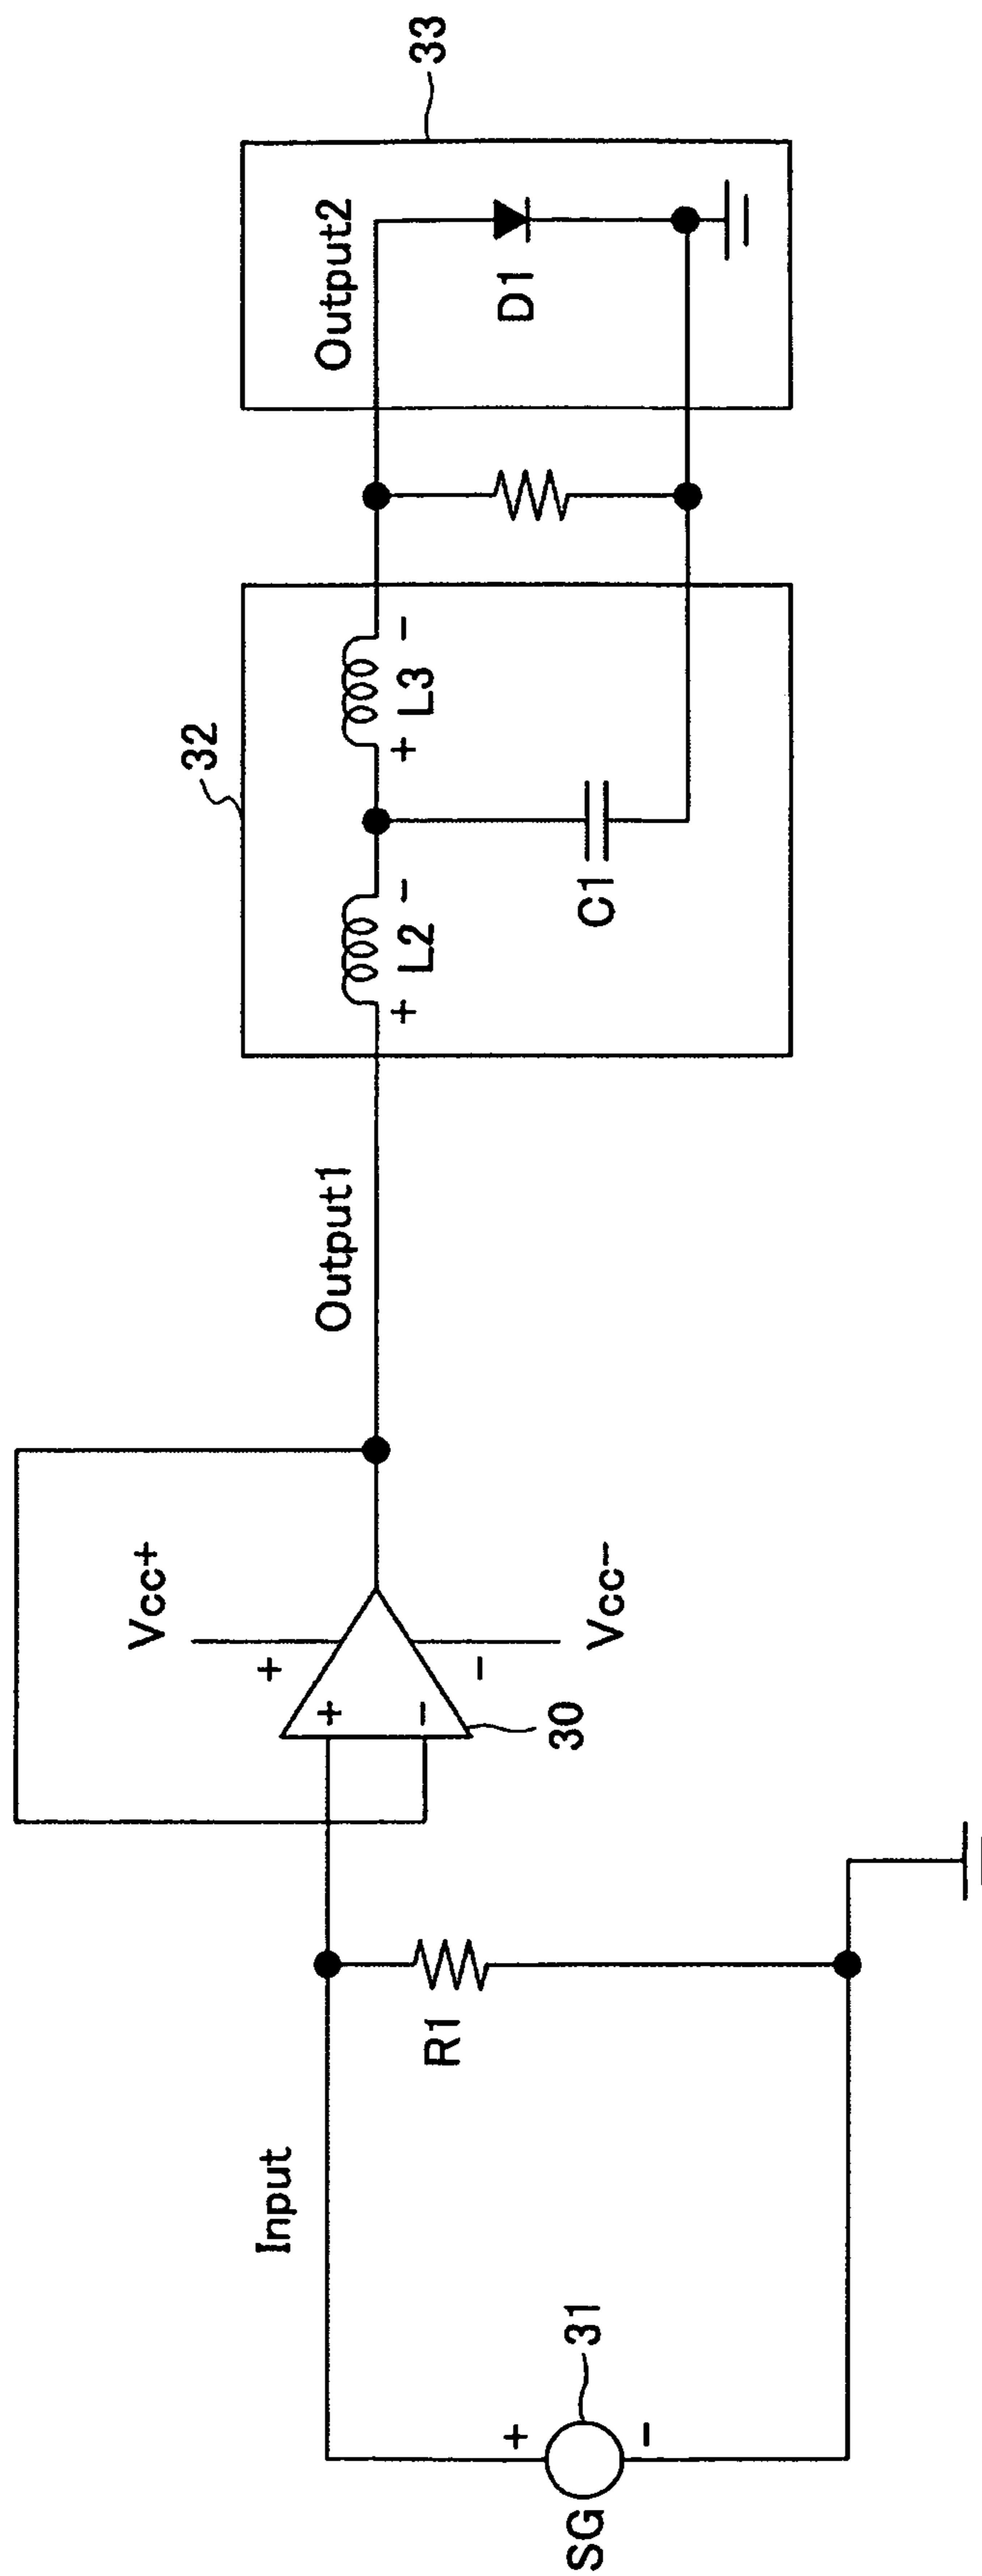 Input
SG
+
-
31
R1
+
-
30
+
Vcc+
-
Vcc-
Output1
32
+ L2 -
+ L3 -
C1
Output2
D1
33